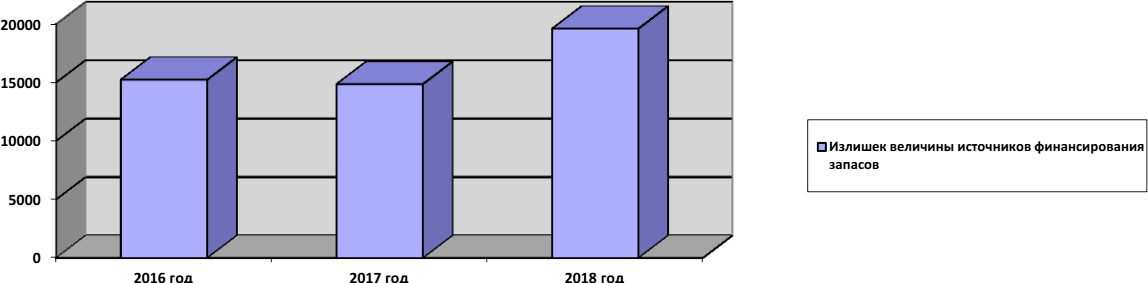 20000
15000
10000
5000
0
2016 год
2017 год
2018 год
Излишек величины источников финансирования
запасов